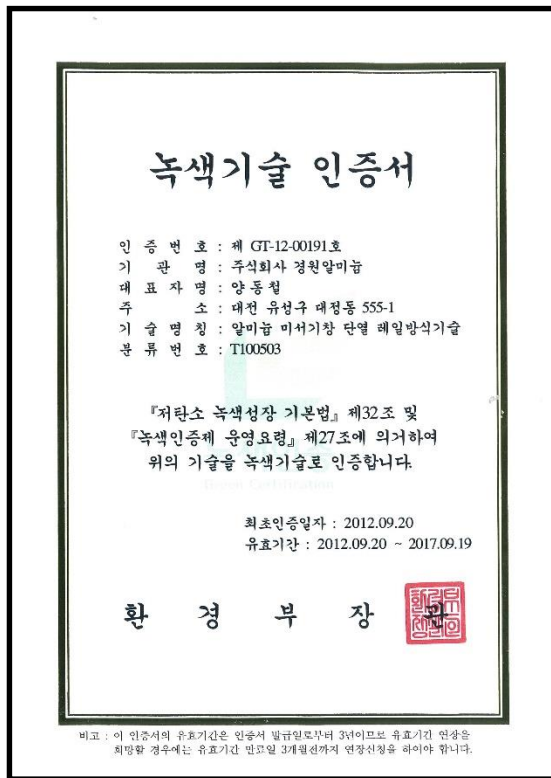 녹색기술 인증서
인 증 번 호 : 제 GT-12-00191호
기 관 명 : 주식회사 경원알미늄
대 표 자 명 : 양동철
주 소 : 대전 유성구 대정동 555-1
기 술 명 칭 : 알미늄 미서기창 단열 레일방식기술
분 류 번 호 : T100503
『저탄소 녹색성장 기본법』 제32조 및
『녹색인증제 운영요령』 제27조에 의거하여
위의 기술을 녹색기술로 인증합니다.
녹색인증
Green Certification
최초인증일자 : 2012.09.20
유효기간 : 2012.09.20 ~ 2017.09.19
환 경 부 장 관
비고 : 이 인증서의 유효기간은 인증서 발급일로부터 3년이므로 유효기간 연장을
희망할 경우에는 유효기간 만료일 3개월전까지 연장신청을 하이야 합니다.